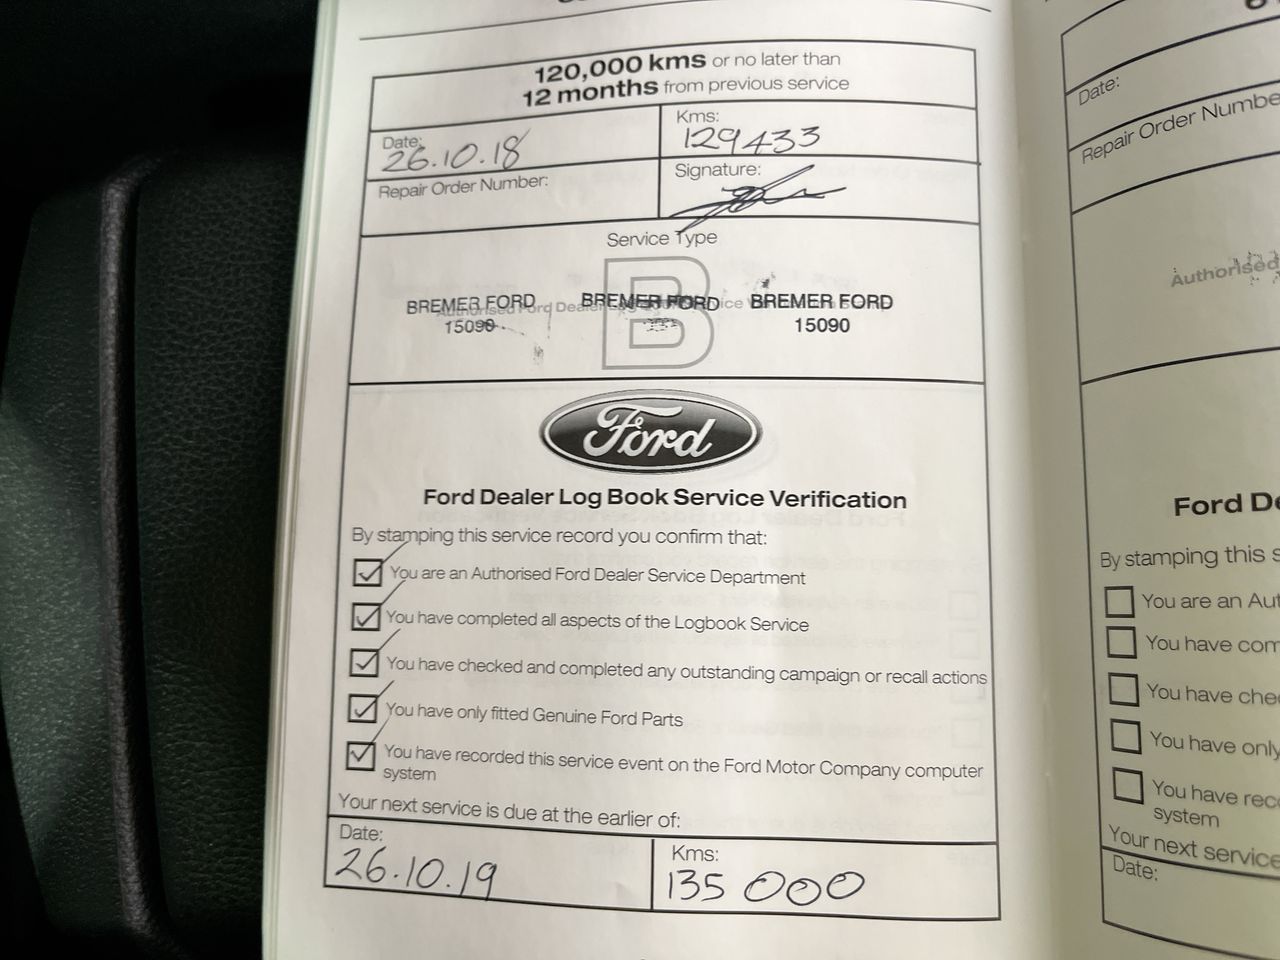 120,000 kms or no later than
12 months from previous service
Date:
26.10.18
Kms:
129433
Repair Order Number:
Signature:
Service Type
B
BREMER FORD BREMER FORD BREMER FORD
Authorised Ford Dealer
15090 15090
Ford
Ford Dealer Log Book Service Verification
By stamping this service record you confirm that:
You are an Authorised Ford Dealer Service Department
You have completed all aspects of the Logbook Service
You have checked and completed any outstanding campaign or recall actions
You have only fitted Genuine Ford Parts
You have recorded this service event on the Ford Motor Company computer
system
Your next service is due at the earlier of:
Date:
26.10.19
Kms:
135 000
Date:
Repair Order Numbe
Authorised
Ford De
By stamping this s
You are an Aut
You have com
You have che
You have only
You have reco
system
Your next service
Date: